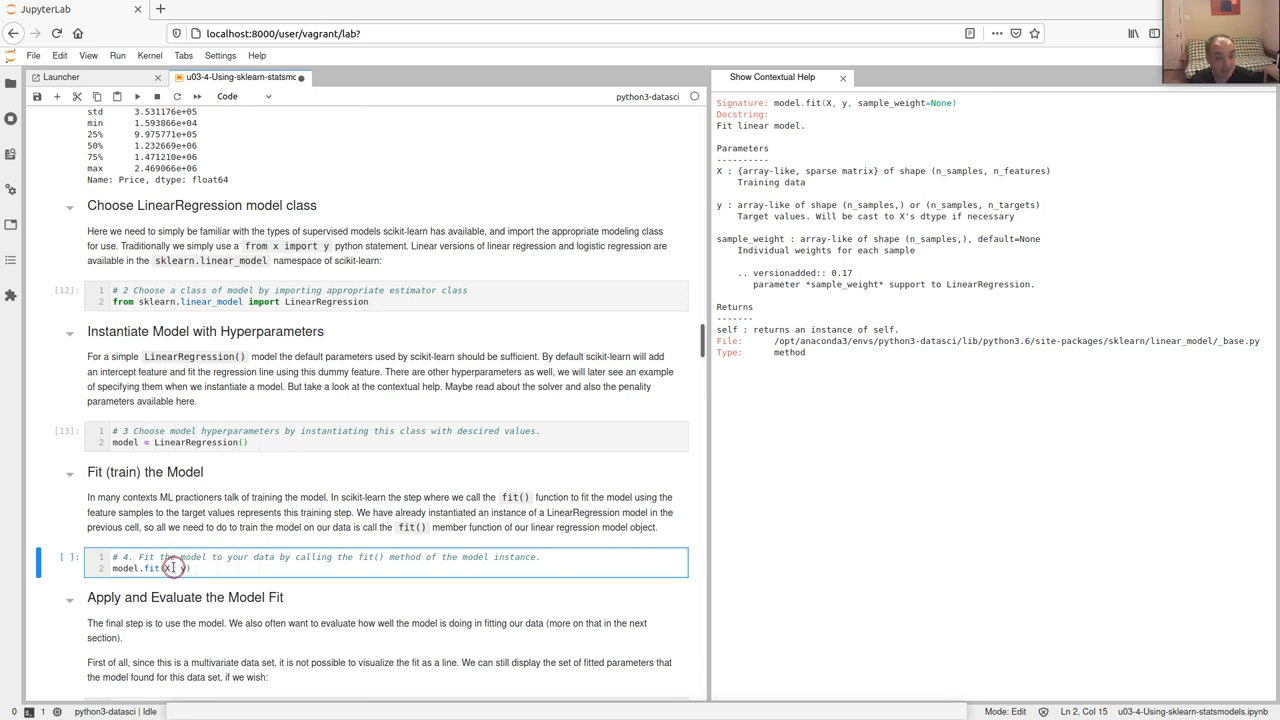 JupyterLab
localhost:8000/user/vagrant/lab?
File Edit View Run Kernel Tabs Settings Help
Launcher
u03-4-Using-sklearn-statsmo
Show Contextual Help
Code
python3-datasci
std 3.531176e+05
min 1.593866e+04
25% 9.975771e+05
50% 1.232669e+06
75% 1.471210e+06
max 2.469066e+06
Name: Price, dtype: float64
Choose LinearRegression model class
Here we need to simply be familiar with the types of supervised models scikit-learn has available, and import the appropriate modeling class
for use. Traditionally we simply use a from x import y python statement. Linear versions of linear regression and logistic regression are
available in the sklearn.linear_model namespace of scikit-learn:
[12]: 1 # 2 Choose a class of model by importing appropriate estimator class
2 from sklearn.linear_model import LinearRegression
Instantiate Model with Hyperparameters
For a simple LinearRegression() model the default parameters used by scikit-learn should be sufficient. By default scikit-learn will add
an intercept feature and fit the regression line using this dummy feature. There are other hyperparameters as well, we will later see an example
of specifying them when we instantiate a model. But take a look at the contextual help. Maybe read about the solver and also the penality
parameters available here.
[13]: 1 # 3 Choose model hyperparameters by instantiating this class with descired values.
2 model = LinearRegression()
Fit (train) the Model
In many contexts ML practioners talk of training the model. In scikit-learn the step where we call the fit() function to fit the model using the
feature samples to the target values represents this training step. We have already instantiated an instance of a LinearRegression model in the
previous cell, so all we need to do to train the model on our data is call the fit() member function of our linear regression model object.
[ ]: 1 # 4. Fit the model to your data by calling the fit() method of the model instance.
2 model.fit(X, y)
Apply and Evaluate the Model Fit
The final step is to use the model. We also often want to evaluate how well the model is doing in fitting our data (more on that in the next
section).
First of all, since this is a multivariate data set, it is not possible to visualize the fit as a line. We can still display the set of fitted parameters that
the model found for this data set, if we wish:
Signature: model.fit(X, y, sample_weight=None)
Docstring:
Fit linear model.
Parameters
----------
X : {array-like, sparse matrix} of shape (n_samples, n_features)
Training data
y : array-like of shape (n_samples,) or (n_samples, n_targets)
Target values. Will be cast to X's dtype if necessary
sample_weight : array-like of shape (n_samples,), default=None
Individual weights for each sample
.. versionadded:: 0.17
parameter *sample_weight* support to LinearRegression.
Returns
-------
self : returns an instance of self.
File: /opt/anaconda3/envs/python3-datasci/lib/python3.6/site-packages/sklearn/linear_model/_base.py
Type: method
0 1 python3-datasci | Idle
Mode: Edit Ln 2, Col 15 u03-4-Using-sklearn-statsmodels.ipynb